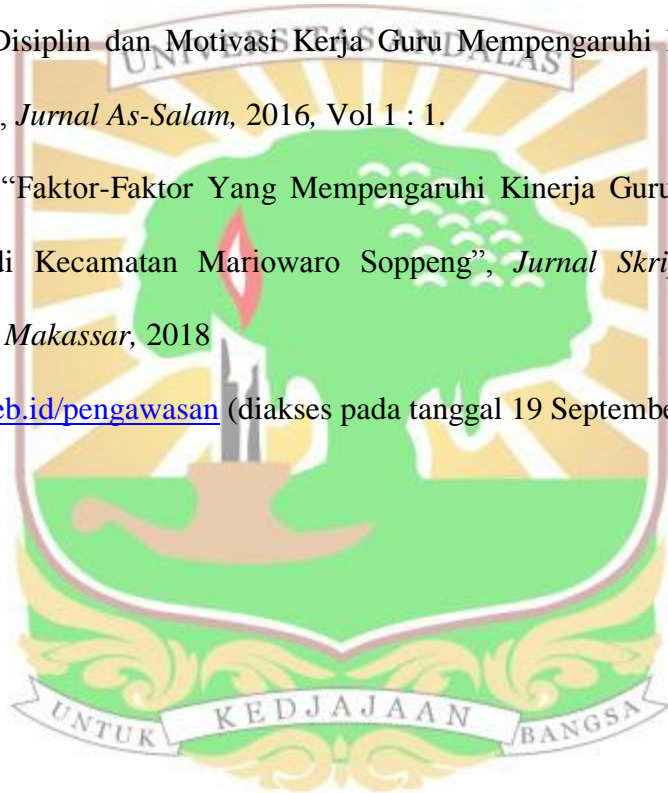 Disiplin dan Motivasi Kerja Guru Mempengaruhi
UNIVERSITAS ANDALAS
, Jurnal As-Salam, 2016, Vol 1 : 1.
“Faktor-Faktor Yang Mempengaruhi Kinerja Guru
di Kecamatan Mariowaro Soppeng”, Jurnal
Makassar, 2018
eb.id/pengawasan (diakses pada tanggal 19
UNTUK KEDJAJAAN BANGSA